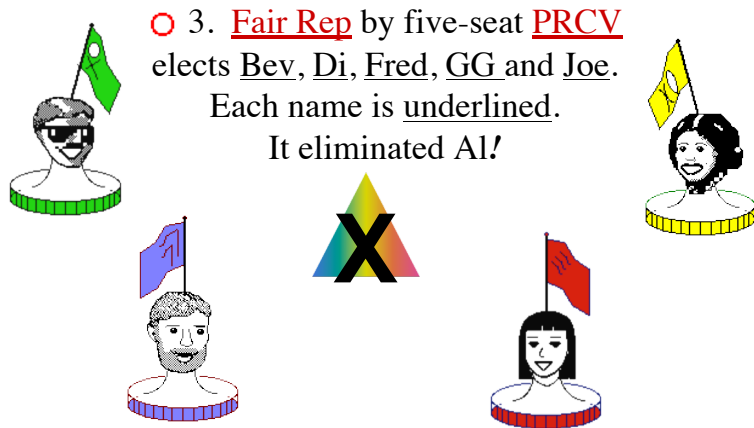 3. Fair Rep by five-seat PRCV
elects Bev, Di, Fred, GG and Joe.
Each name is underlined.
It eliminated Al!
X